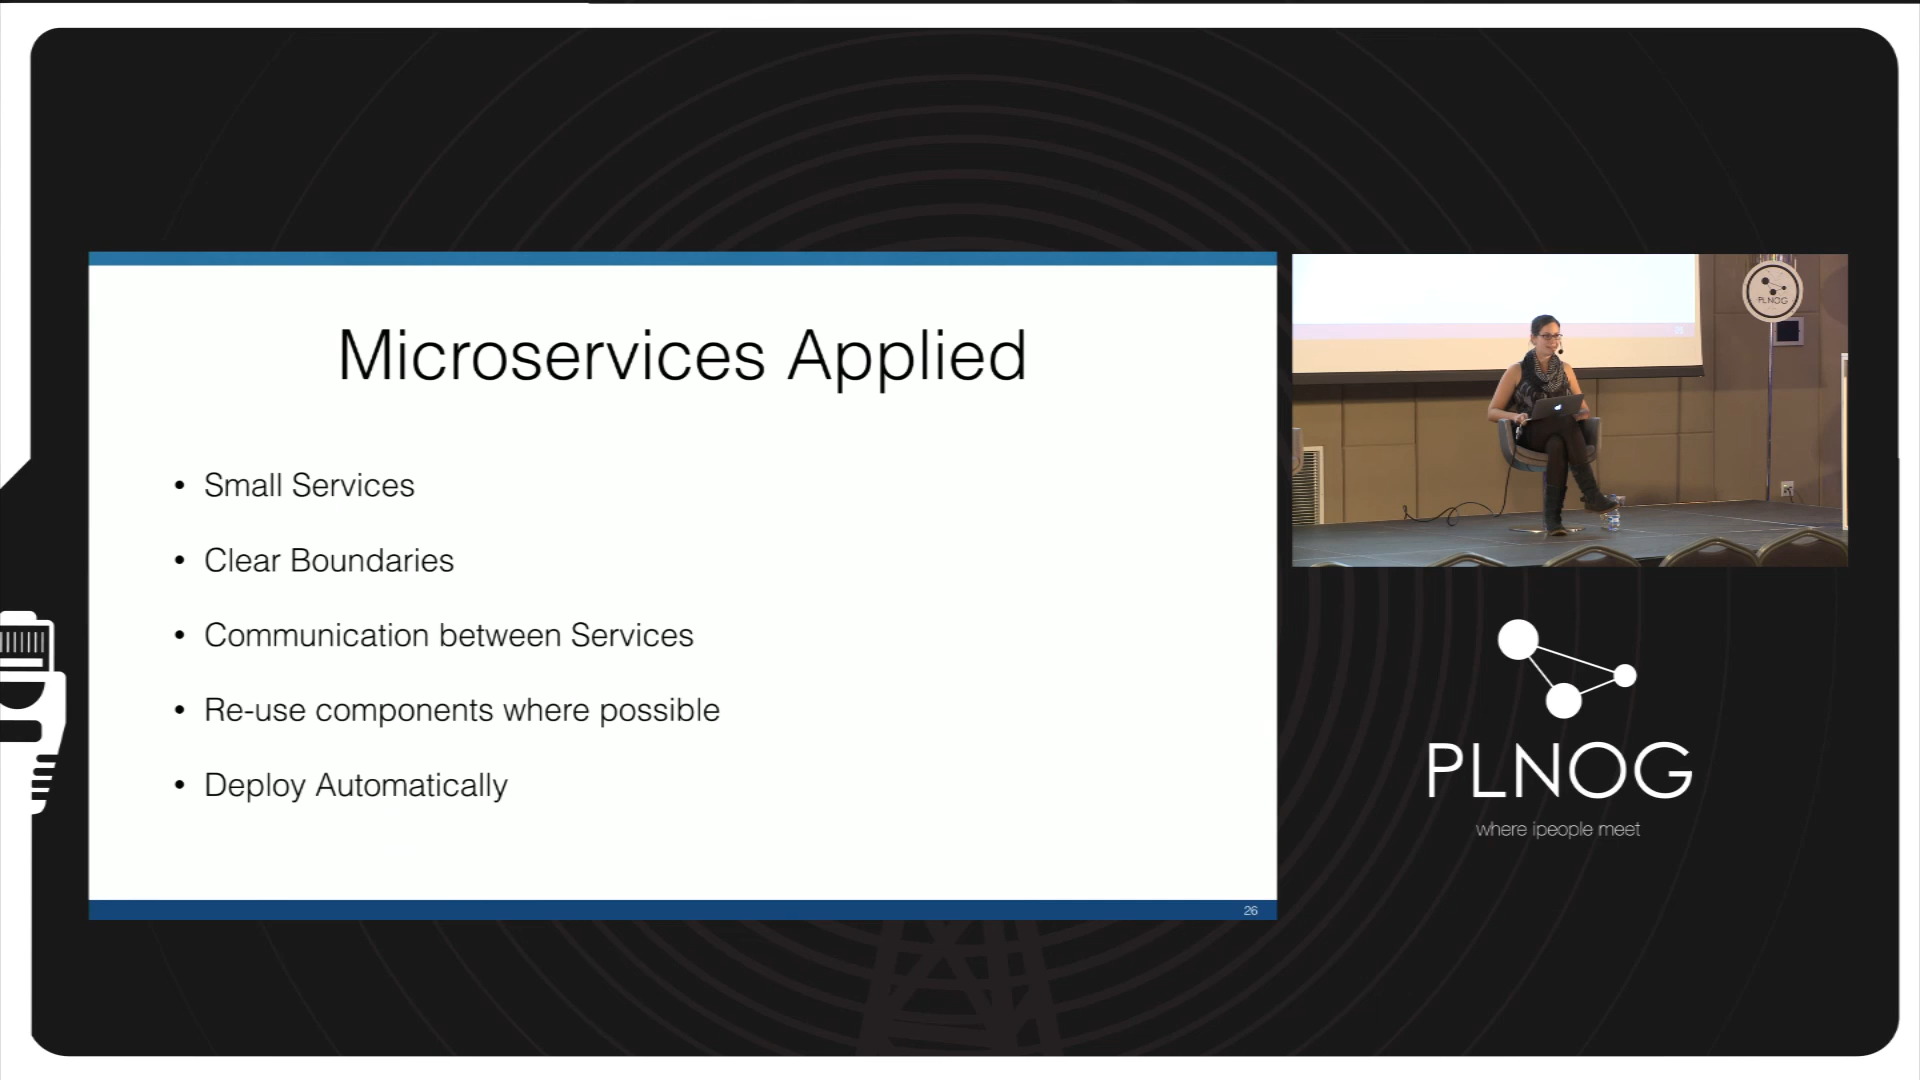 Microservices Applied
• Small Services
• Clear Boundaries
• Communication between Services
• Re-use components where possible
• Deploy Automatically
26
PLNOG
PLNOG
where ipeople meet